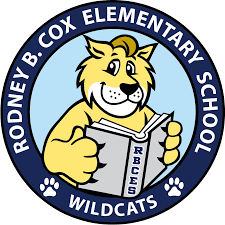 RODNEY B. COX ELEMENTARY SCHOOL
RBCES
WILDCATS